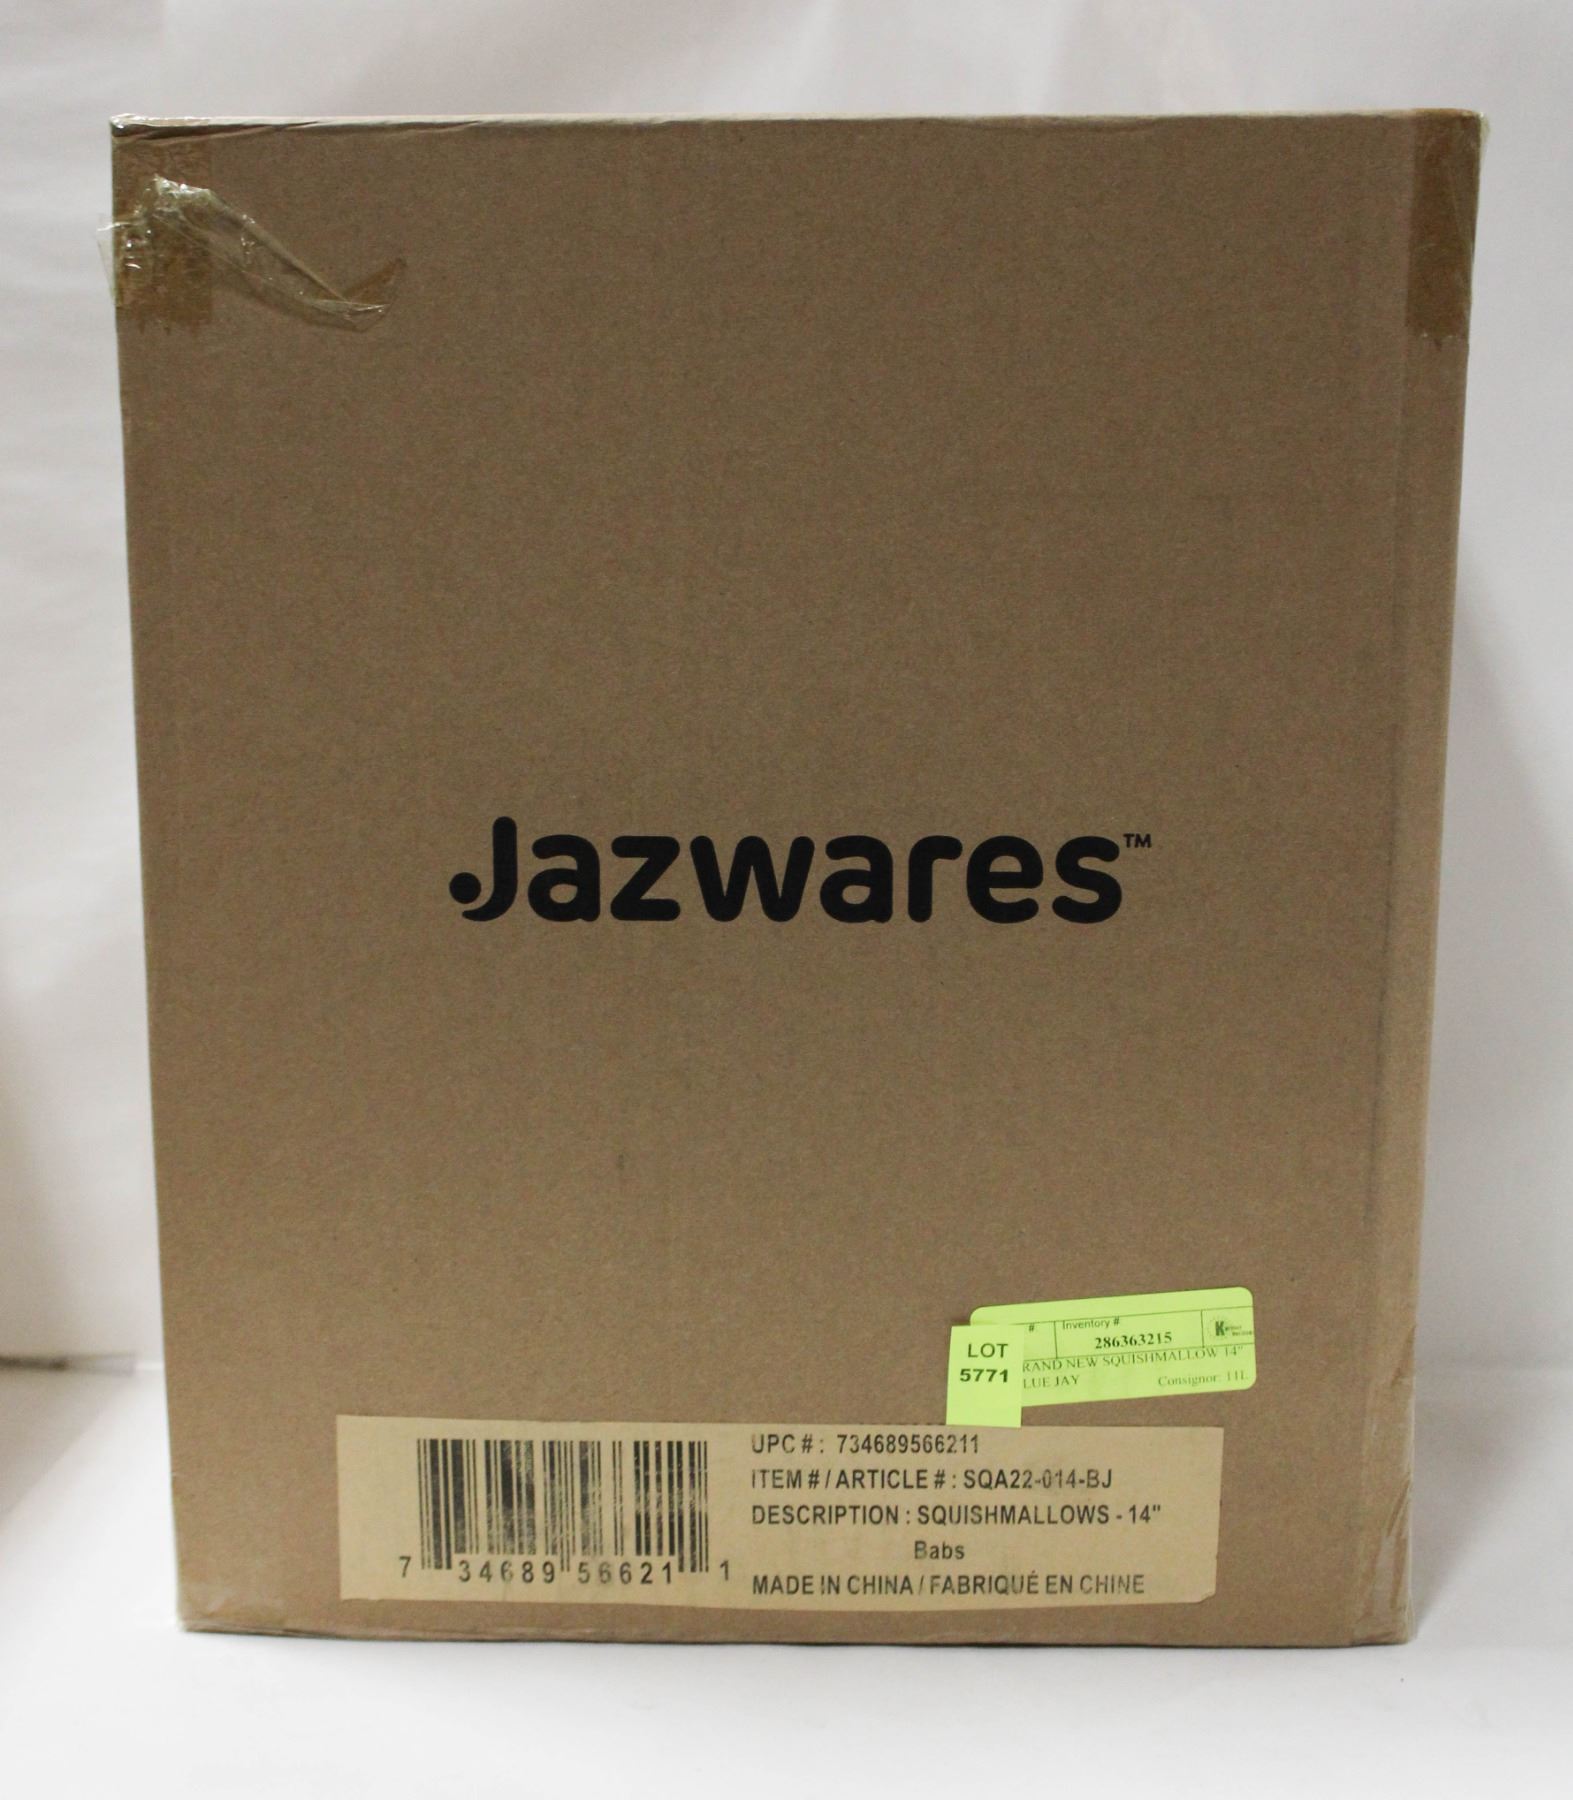 Jazwares™
# Inventory #
286363215
RAND NEW SQUISHMALLOW 14"
LUE JAY Consignor: 11L
LOT
5771
UPC # : 734689566211
ITEM # / ARTICLE # : SQA22-014-BJ
DESCRIPTION : SQUISHMALLOWS - 14"
Babs
MADE IN CHINA / FABRIQUÉ EN CHINE
7 34689 56621 1